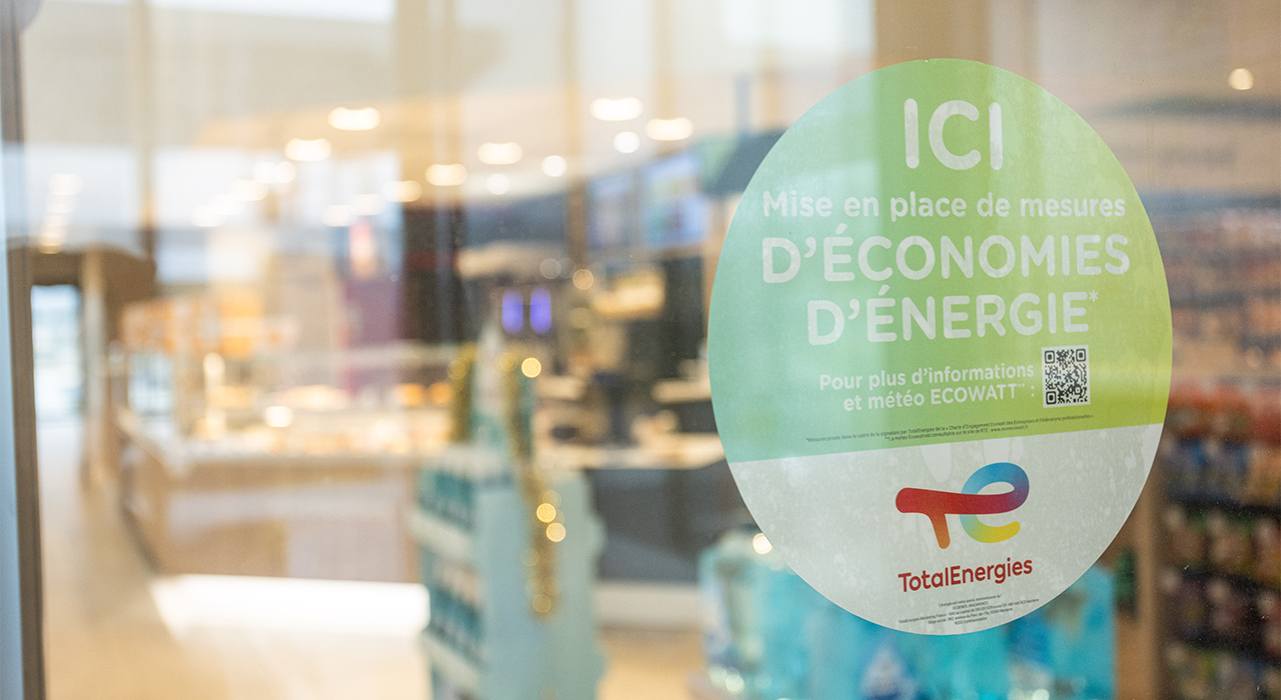 ICI
Mise en place de mesures
D'ÉCONOMIES
D'ÉNERGIE*
Pour plus d'informations
et météo ECOWATT** :
TotalEnergies